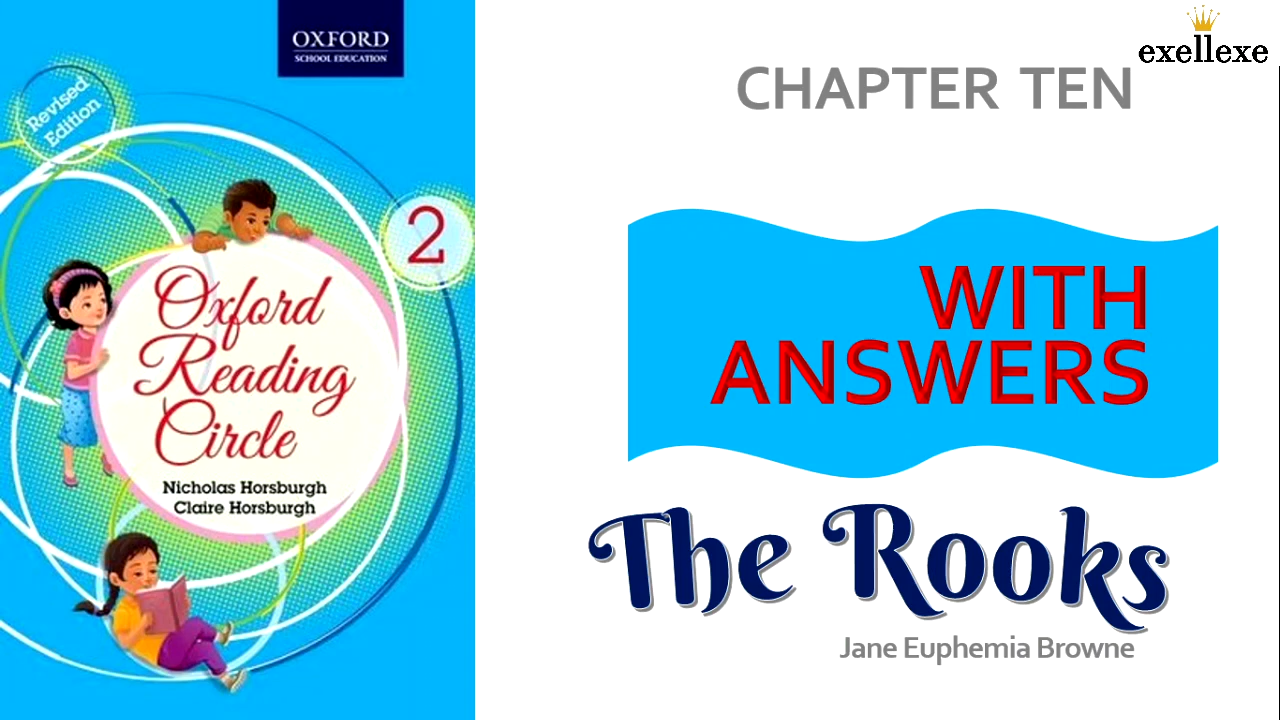 OXFORD
SCHOOL EDUCATION
Revised
Edition
2
Oxford
Reading
Circle
Nicholas Horsburgh
Claire Horsburgh
exellexe
CHAPTER TEN
WITH
ANSWERS
The Rooks
Jane Euphemia Browne